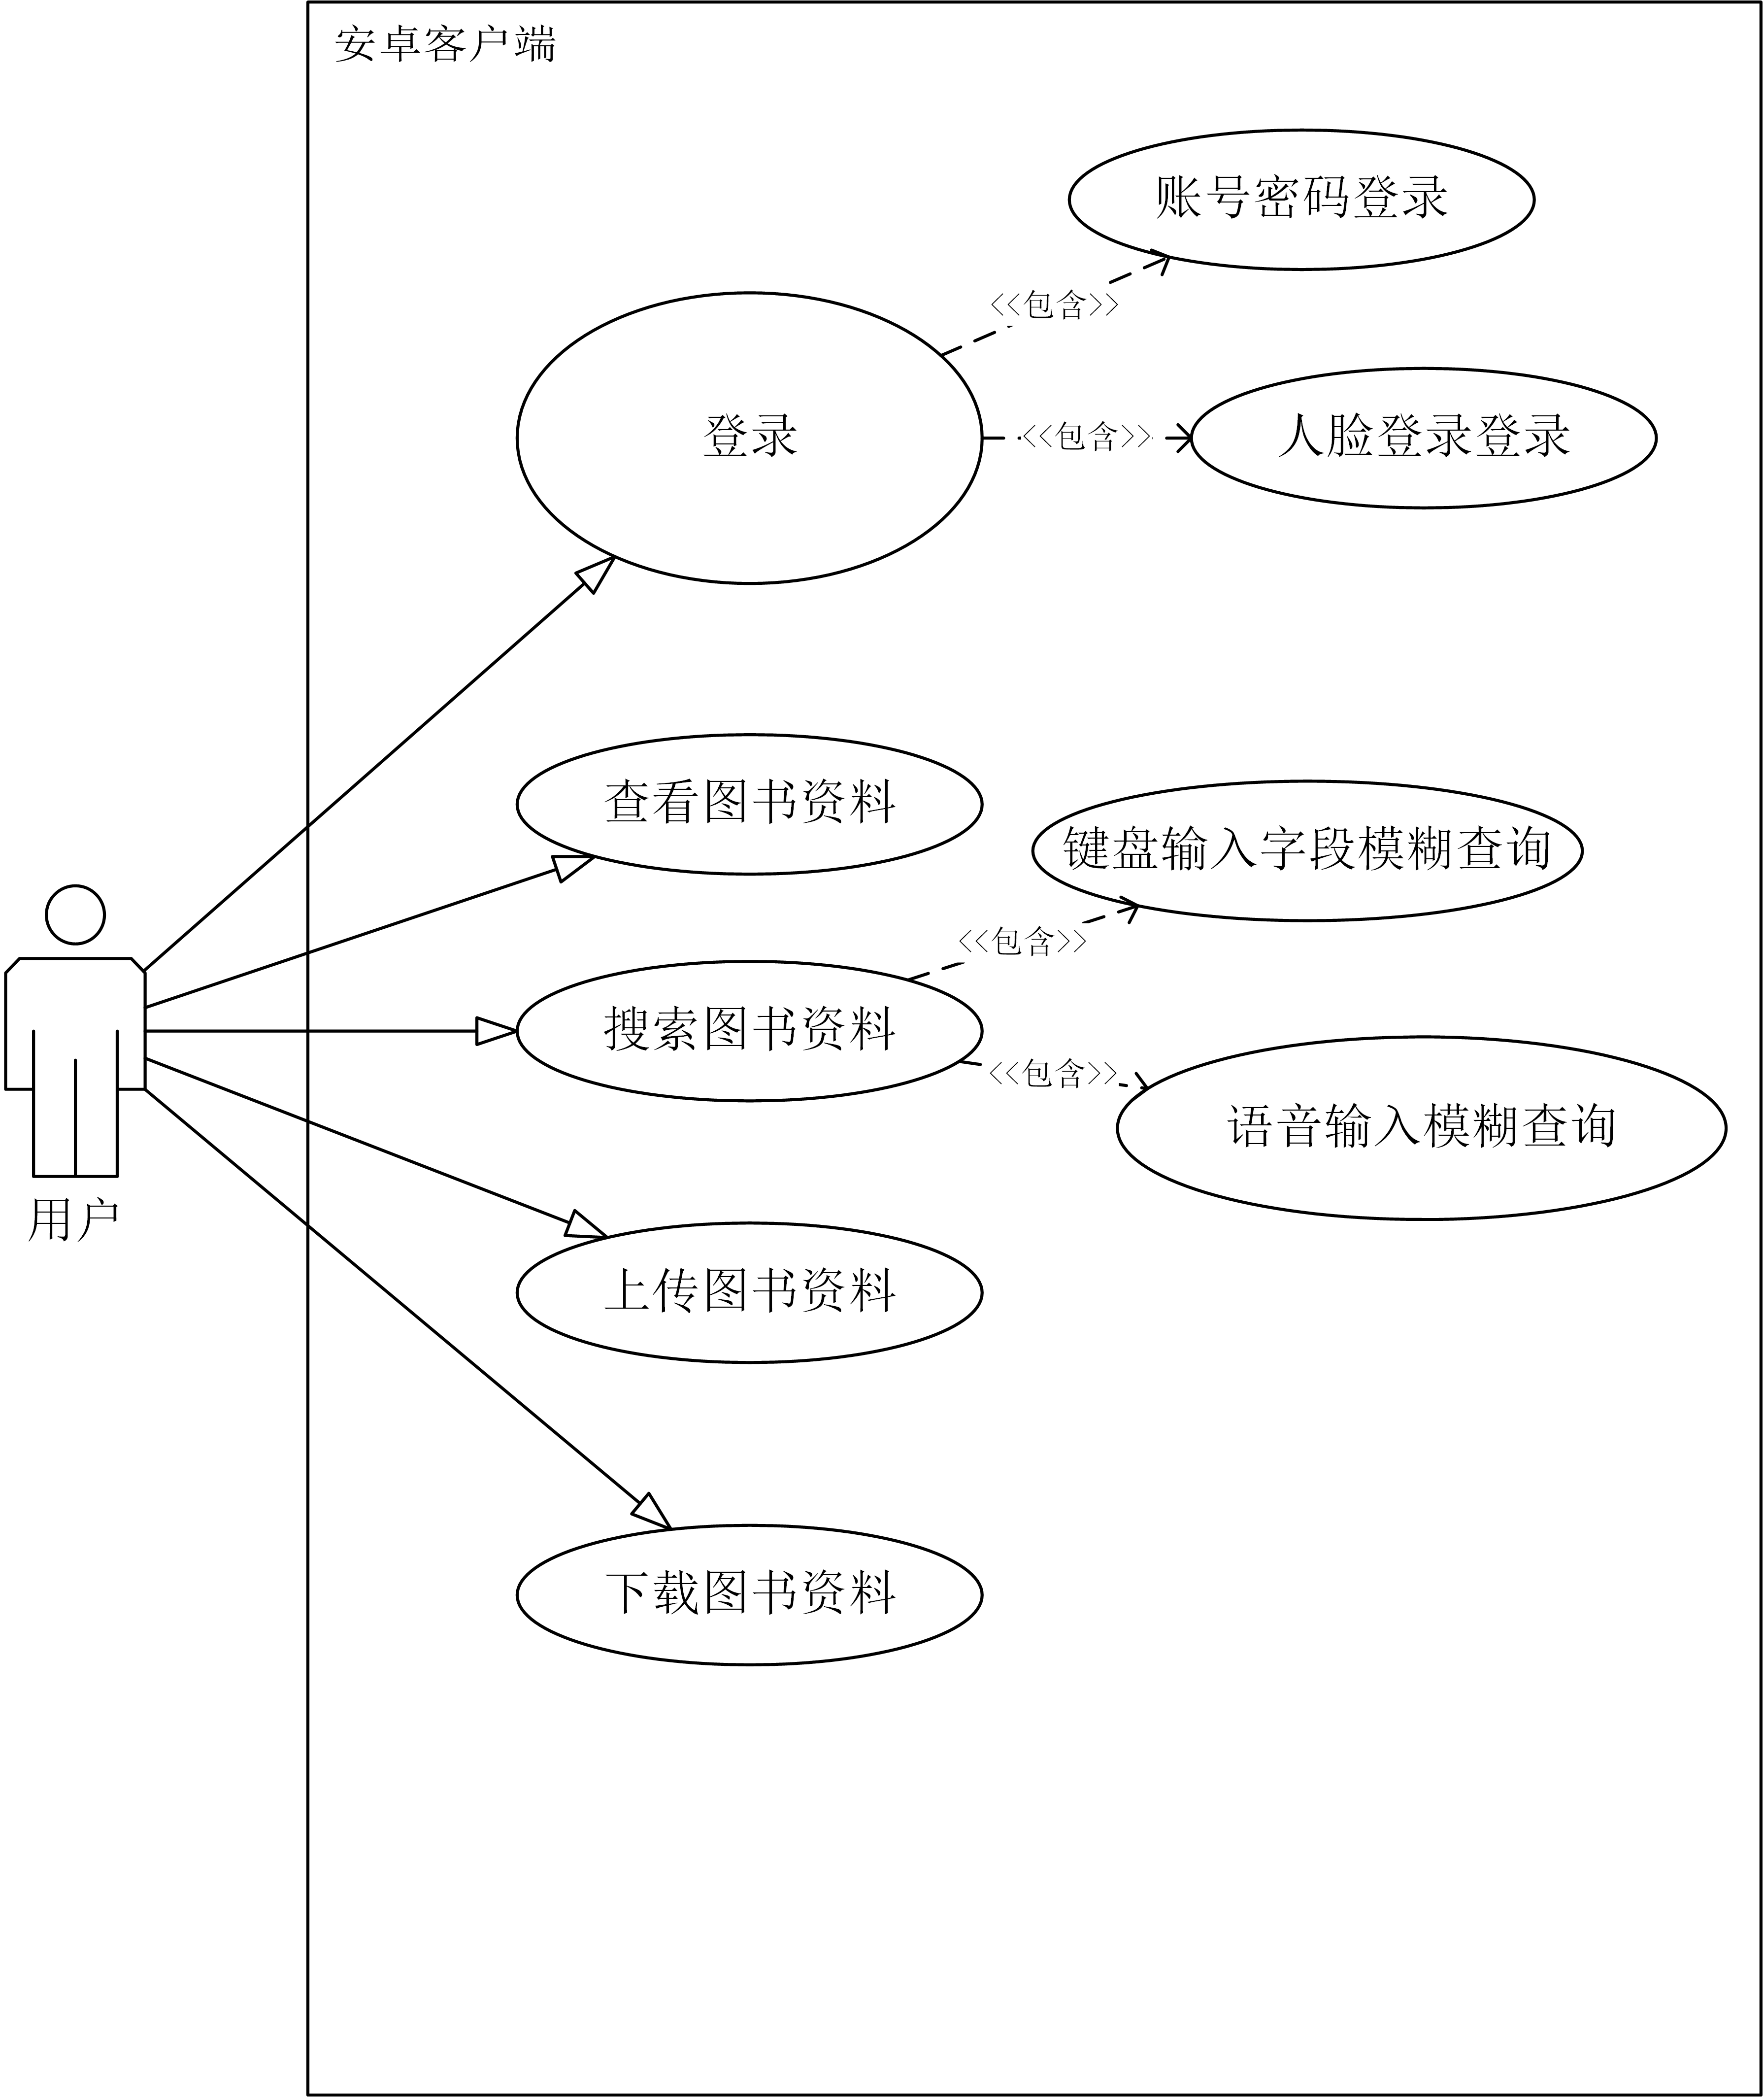 安卓客户端
账号密码登录
<<包含>>
登录
<<包含>>
人脸登录登录
查看图书资料
键盘输入字段模糊查询
<<包含>>
搜索图书资料
<<包含>>
语音输入模糊查询
用户
上传图书资料
下载图书资料